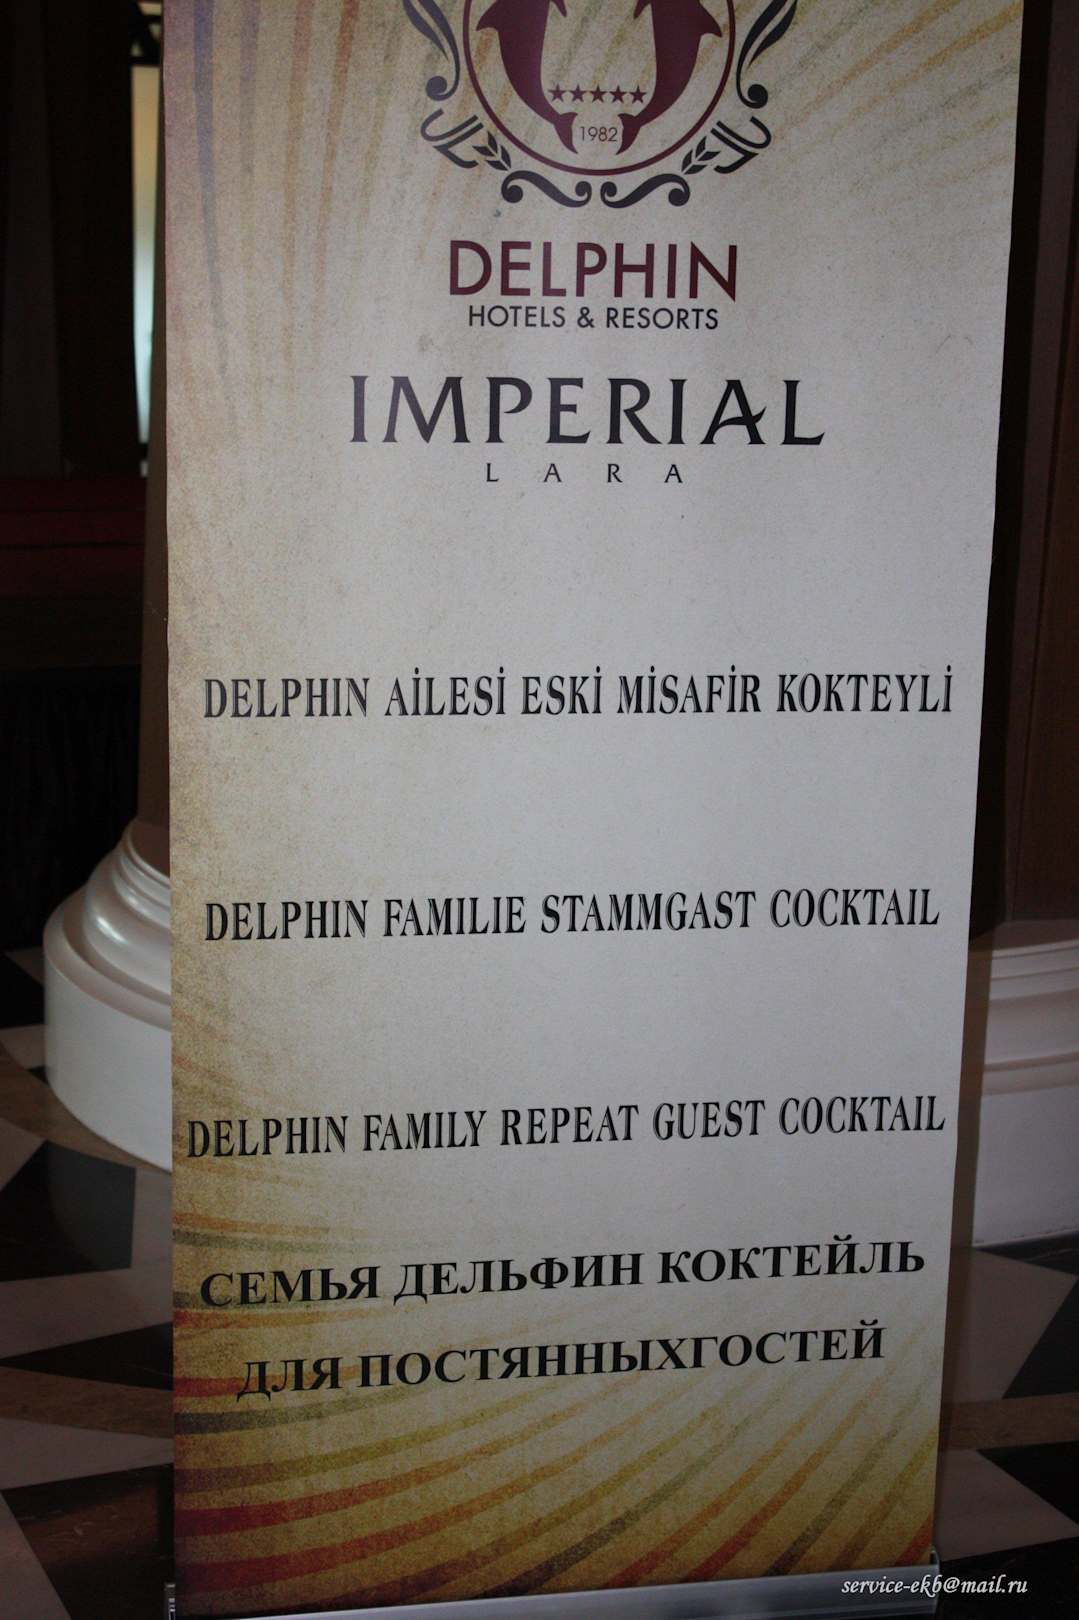 1982
DELPHIN
HOTELS & RESORTS
IMPERIAL
LARA
DELPHIN AİLESİ ESKİ MİSAFİR KOKTEYLİ
DELPHIN FAMILIE STAMMGAST COCKTAIL
DELPHIN FAMILY REPEAT GUEST COCKTAIL
СЕМЬЯ ДЕЛЬФИН КОКТЕЙЛЬ
ДЛЯ ПОСТЯННЫХГОСТЕЙ
service-ekb@mail.ru